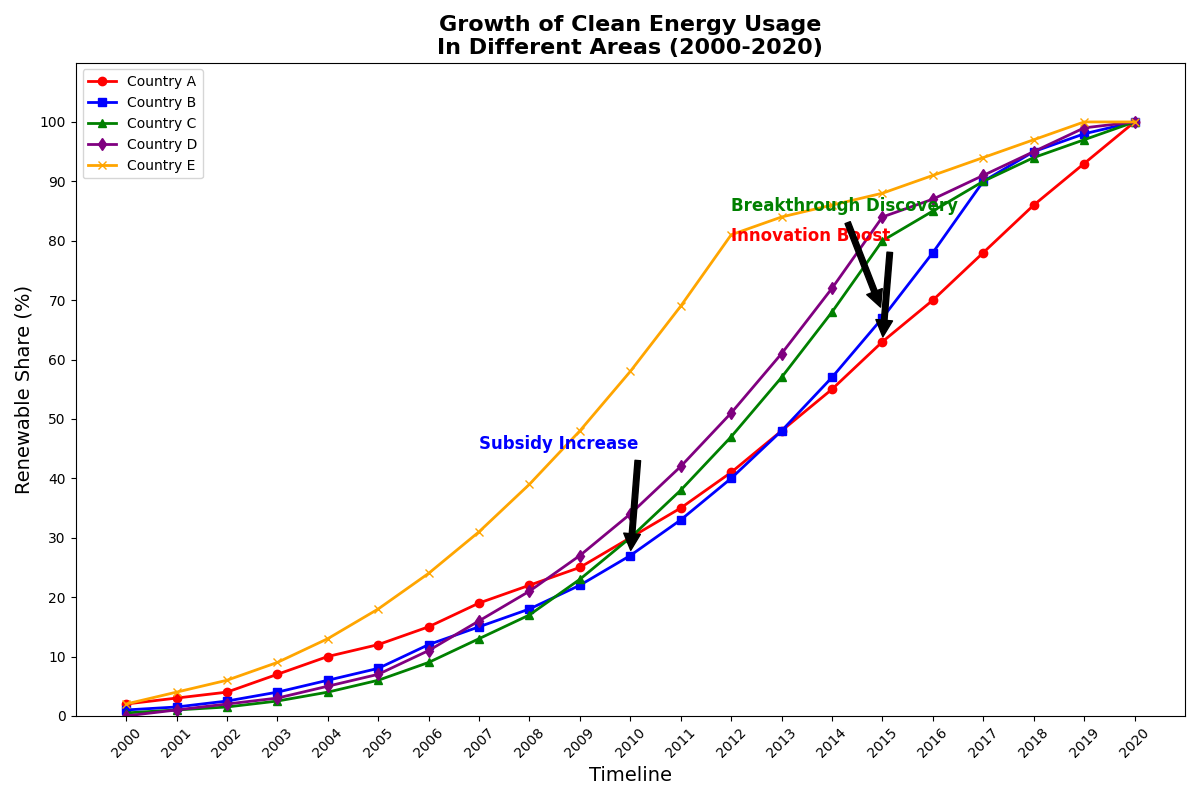 Growth of Clean Energy Usage
In Different Areas (2000-2020)
Country A
Country B
Country C
Country D
Country E
Renewable Share (%)
100
90
80
70
60
50
40
30
20
10
0
Breakthrough Discovery
Innovation Boost
Subsidy Increase
2000 2001 2002 2003 2004 2005 2006 2007 2008 2009 2010 2011 2012 2013 2014 2015 2016 2017 2018 2019 2020
Timeline